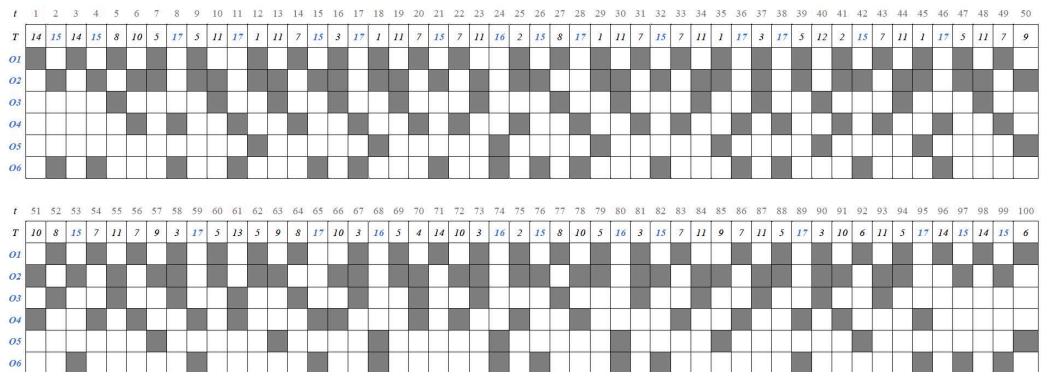 t 1 2 3 4 5 6 7 8 9 10 11 12 13 14 15 16 17 18 19 20 21 22 23 24 25 26 27 28 29 30 31 32 33 34 35 36 37 38 39 40 41 42 43 44 45 46 47 48 49 50
T 14 15 14 15 8 10 5 17 5 11 17 1 11 7 15 3 17 1 11 7 15 7 11 16 2 15 8 17 1 11 7 15 7 11 1 17 3 17 5 12 2 15 7 11 1 17 5 11 7 9
O1
O2
O3
O4
O5
O6
t 51 52 53 54 55 56 57 58 59 60 61 62 63 64 65 66 67 68 69 70 71 72 73 74 75 76 77 78 79 80 81 82 83 84 85 86 87 88 89 90 91 92 93 94 95 96 97 98 99 100
T 10 8 15 7 11 7 9 3 17 5 13 5 9 8 17 10 3 16 5 4 14 10 3 16 2 15 8 10 5 16 3 15 7 11 9 7 11 5 17 3 10 6 11 5 17 14 15 14 15 6
O1
O2
O3
O4
O5
O6